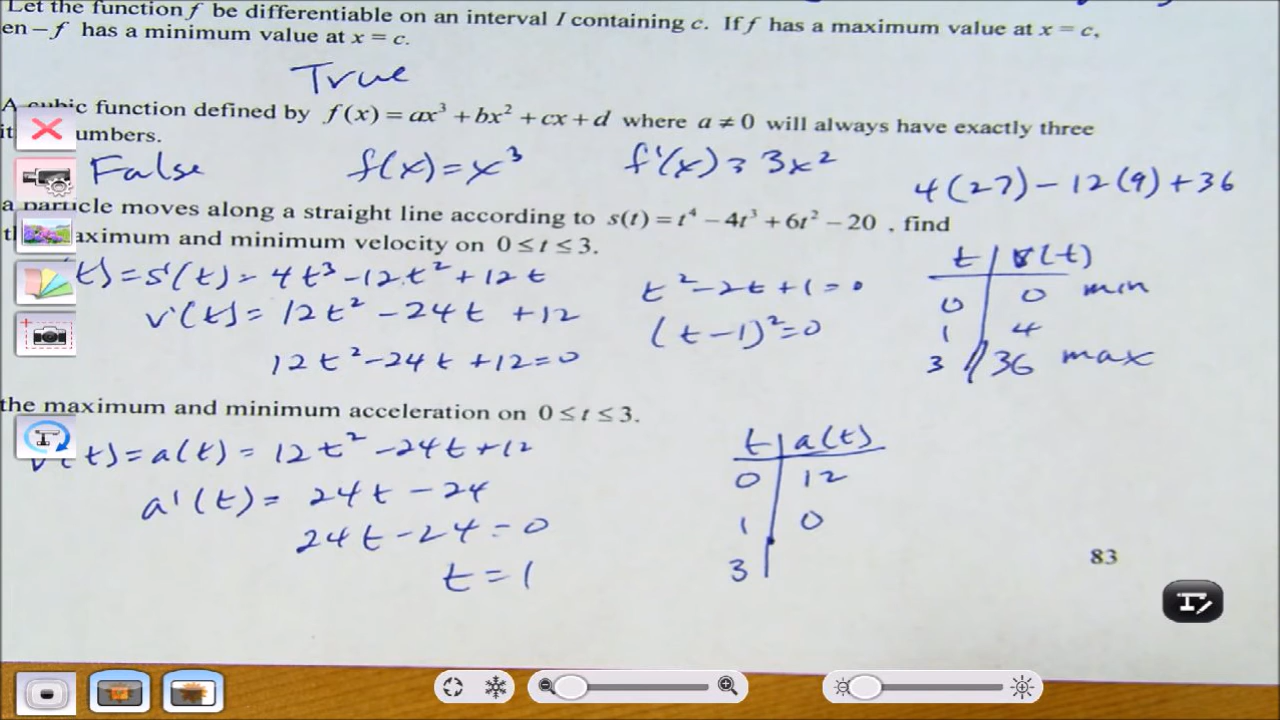 Let the function f be differentiable on an interval I containing c. If f has a maximum value at x = c,
en – f has a minimum value at x = c.
True
A cubic function defined by f(x) = ax³ + bx² + cx + d where a ≠ 0 will always have exactly three
numbers.
False f(x) = x³ f'(x) = 3x²
4(27) - 12(9) + 36
a particle moves along a straight line according to s(t) = t⁴ – 4t³ + 6t² – 20 , find
maximum and minimum velocity on 0 ≤ t ≤ 3.
t) = s'(t) = 4t³ - 12t² + 12t
v'(t) = 12t² - 24t + 12
12t² - 24t + 12 = 0
t² - 2t + 1 = 0
(t - 1)² = 0
t | v(t)
0 | 0 min
1 | 4
3 | 36 max
the maximum and minimum acceleration on 0 ≤ t ≤ 3.
v'(t) = a(t) = 12t² - 24t + 12
a'(t) = 24t - 24
24t - 24 = 0
t = 1
t | a(t)
0 | 12
1 | 0
3 |
83